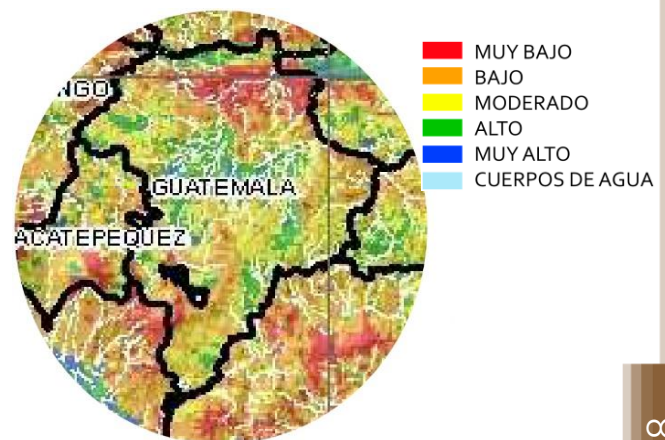 NGO
GUATEMALA
ACATEPEQUEZ
MUY BAJO
BAJO
MODERADO
ALTO
MUY ALTO
CUERPOS DE AGUA